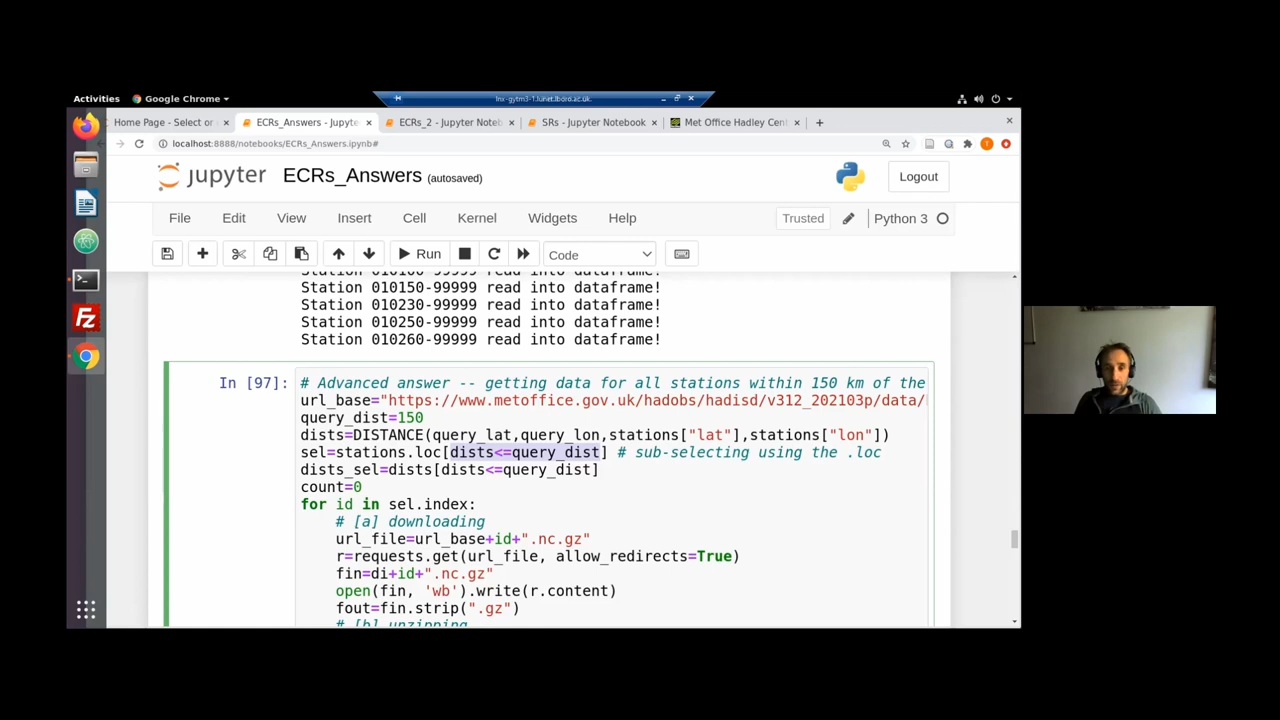 Activities
Google Chrome
Home Page - Select or
ECRs_Answers - Jupyte
ECRs_2 - Jupyter Noteb
SRs - Jupyter Notebook
Met Office Hadley Cen
localhost:8888/notebooks/ECRs_Answers.ipynb#
jupyter ECRs_Answers (autosaved)
Logout
File Edit View Insert Cell Kernel Widgets Help
Trusted
Python 3
Run
Code
Station 010150-99999 read into dataframe!
Station 010230-99999 read into dataframe!
Station 010250-99999 read into dataframe!
Station 010260-99999 read into dataframe!
In [97]: # Advanced answer -- getting data for all stations within 150 km of the
url_base="https://www.metoffice.gov.uk/hadobs/hadisd/v312_202103p/data/
query_dist=150
dists=DISTANCE(query_lat,query_lon,stations["lat"],stations["lon"])
sel=stations.loc[dists<=query_dist] # sub-selecting using the .loc
dists_sel=dists[dists<=query_dist]
count=0
for id in sel.index:
# [a] downloading
url_file=url_base+id+".nc.gz"
r=requests.get(url_file, allow_redirects=True)
fin=di+id+".nc.gz"
open(fin, 'wb').write(r.content)
fout=fin.strip(".gz")
# [b] unzipping